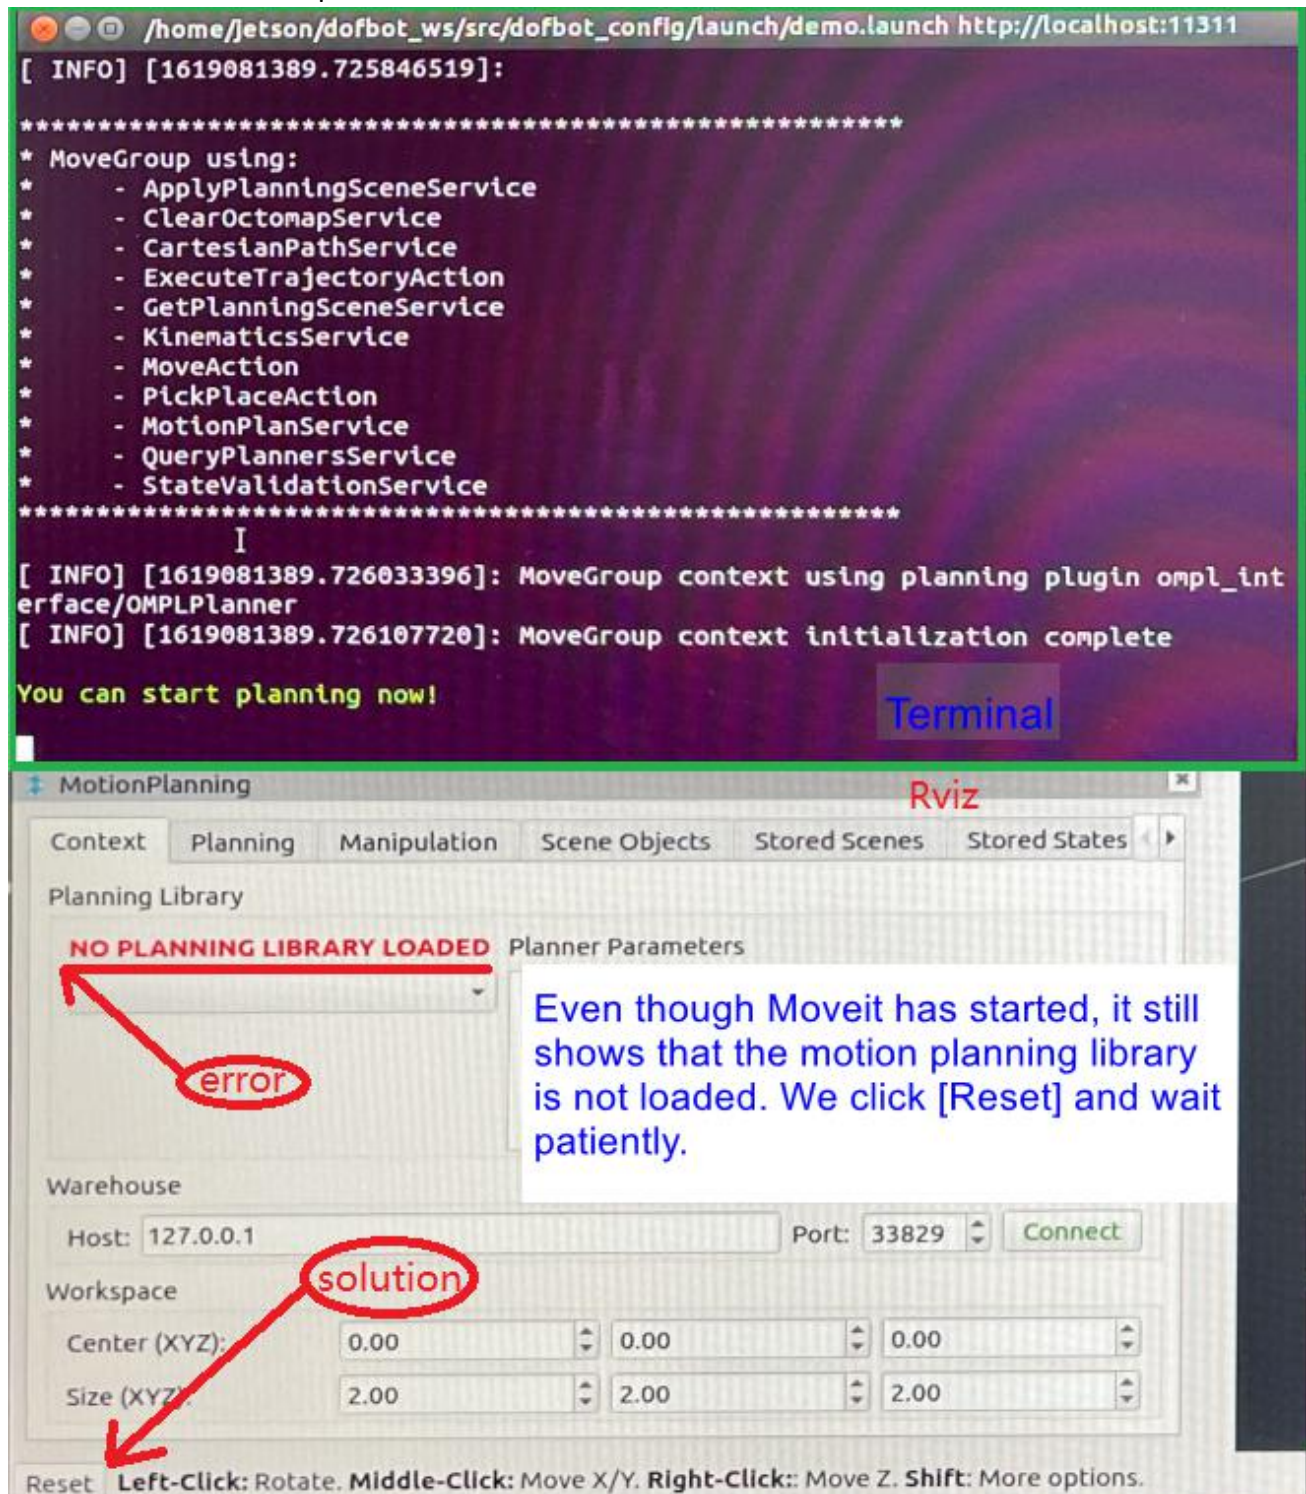 /home/jetson/dofbot_ws/src/dofbot_config/launch/demo.launch http://localhost:11311
[ INFO] [1619081389.725846519]:
*********************************************************
* MoveGroup using:
*     - ApplyPlanningSceneService
*     - ClearOctomapService
*     - CartesianPathService
*     - ExecuteTrajectoryAction
*     - GetPlanningSceneService
*     - KinematicsService
*     - MoveAction
*     - PickPlaceAction
*     - MotionPlanService
*     - QueryPlannersService
*     - StateValidationService
*********************************************************
[ INFO] [1619081389.726033396]: MoveGroup context using planning plugin ompl_int
erface/OMPLPlanner
[ INFO] [1619081389.726107720]: MoveGroup context initialization complete
You can start planning now!
Terminal
MotionPlanning
Rviz
Context Planning Manipulation Scene Objects Stored Scenes Stored States
Planning Library
NO PLANNING LIBRARY LOADED Planner Parameters
Even though Moveit has started, it still
shows that the motion planning library
is not loaded. We click [Reset] and wait
patiently.
error
Warehouse
Host: 127.0.0.1 Port: 33829 Connect
solution
Workspace
Center (XYZ): 0.00 0.00 0.00
Size (XYZ): 2.00 2.00 2.00
Reset Left-Click: Rotate. Middle-Click: Move X/Y. Right-Click:: Move Z. Shift: More options.